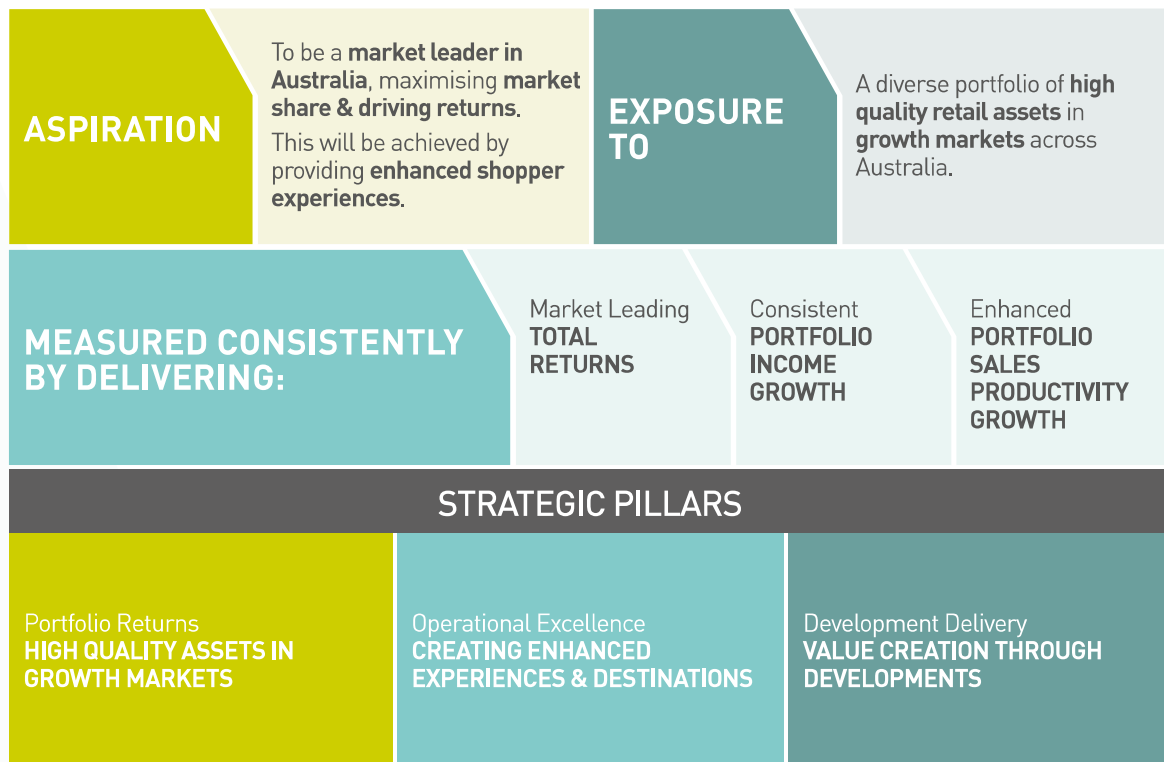 ASPIRATION
To be a market leader in
Australia, maximising market
share & driving returns.
This will be achieved by
providing enhanced shopper
experiences.
EXPOSURE
TO
A diverse portfolio of high
quality retail assets in
growth markets across
Australia.
MEASURED CONSISTENTLY
BY DELIVERING:
Market Leading
TOTAL
RETURNS
Consistent
PORTFOLIO
INCOME
GROWTH
Enhanced
PORTFOLIO
SALES
PRODUCTIVITY
GROWTH
STRATEGIC PILLARS
Portfolio Returns
HIGH QUALITY ASSETS IN
GROWTH MARKETS
Operational Excellence
CREATING ENHANCED
EXPERIENCES & DESTINATIONS
Development Delivery
VALUE CREATION THROUGH
DEVELOPMENTS